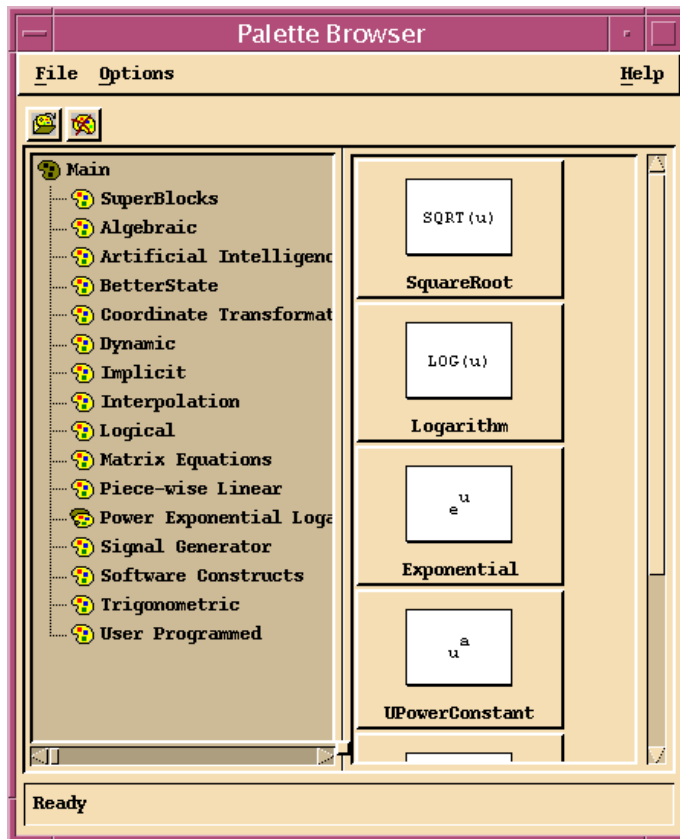 Palette Browser
File Options Help
Main
SuperBlocks
Algebraic
Artificial Intelligenc
BetterState
Coordinate Transformat
Dynamic
Implicit
Interpolation
Logical
Matrix Equations
Piece-wise Linear
Power Exponential Loga
Signal Generator
Software Constructs
Trigonometric
User Programmed
SQRT(u)
SquareRoot
LOG(u)
Logarithm
e^u
Exponential
u^a
UPowerConstant
Ready